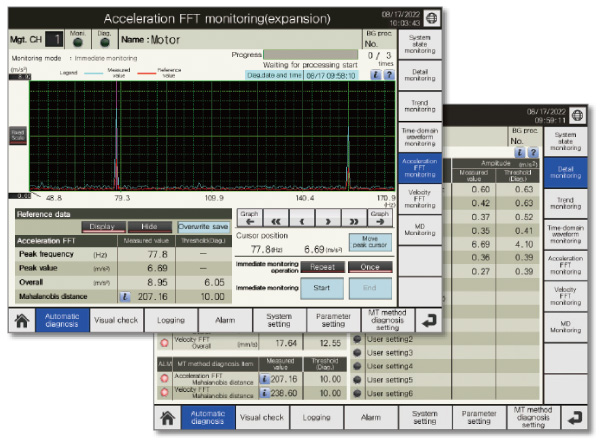 Acceleration FFT monitoring(expansion)
08/17/2022
10:03:43
Mgt. CH 1
Moni.
Diag.
Name : Motor
BG proc. No.
0 / 3 times
Monitoring mode : Immediate monitoring
Progress
Waiting for processing start
(m/s²)
Legend
Measured value
Reference value
Diag.date and time 08/17 09:58:10
i ?
48.8
79.3
109.9
140.4
170.9
(Hz)
Reference data
Display
Hide
Overwrite save
Acceleration FFT
Measured value
Threshold(Diag.)
Peak frequency (Hz) 77.8 —
Peak value (m/s²) 6.69 —
Overall (m/s²) 8.95 6.05
Mahalanobis distance i 207.16 10.00
Graph
Graph
Cursor position
77.8(Hz) 6.69(m/s²)
Move peak cursor
Immediate monitoring operation
Repeat
Once
Immediate monitoring
Start
End
System state monitoring
Detail monitoring
Trend monitoring
Time-domain waveform monitoring
Acceleration FFT monitoring
Velocity FFT monitoring
MD Monitoring
Automatic diagnosis
Visual check
Logging
Alarm
System setting
Parameter setting
MT method diagnosis setting
08/17/2022
09:59:11
BG proc. No.
i ?
Amplitude (m/s²)
Measured value
Threshold (Diag.)
0.60 0.63
0.42 0.63
0.37 0.52
0.35 0.41
6.69 4.10
0.36 0.39
0.27 0.39
System state monitoring
Detail monitoring
Trend monitoring
Time-domain waveform monitoring
Acceleration FFT monitoring
Velocity FFT monitoring
MD Monitoring
Velocity FFT Overall (mm/s) 17.64 12.55
User setting2
User setting3
ALM
MT method diagnosis item
Measured value
Threshold (Diag.)
User setting4
Acceleration FFT Mahalanobis distance i 207.16 10.00
User setting5
Velocity FFT Mahalanobis distance i 238.60 10.00
User setting6
Automatic diagnosis
Visual check
Logging
Alarm
System setting
Parameter setting
MT method diagnosis setting